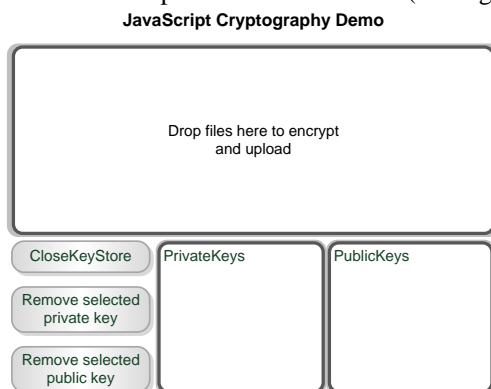 JavaScript Cryptography Demo
Drop files here to encrypt
and upload
CloseKeyStore
PrivateKeys
PublicKeys
Remove selected
private key
Remove selected
public key